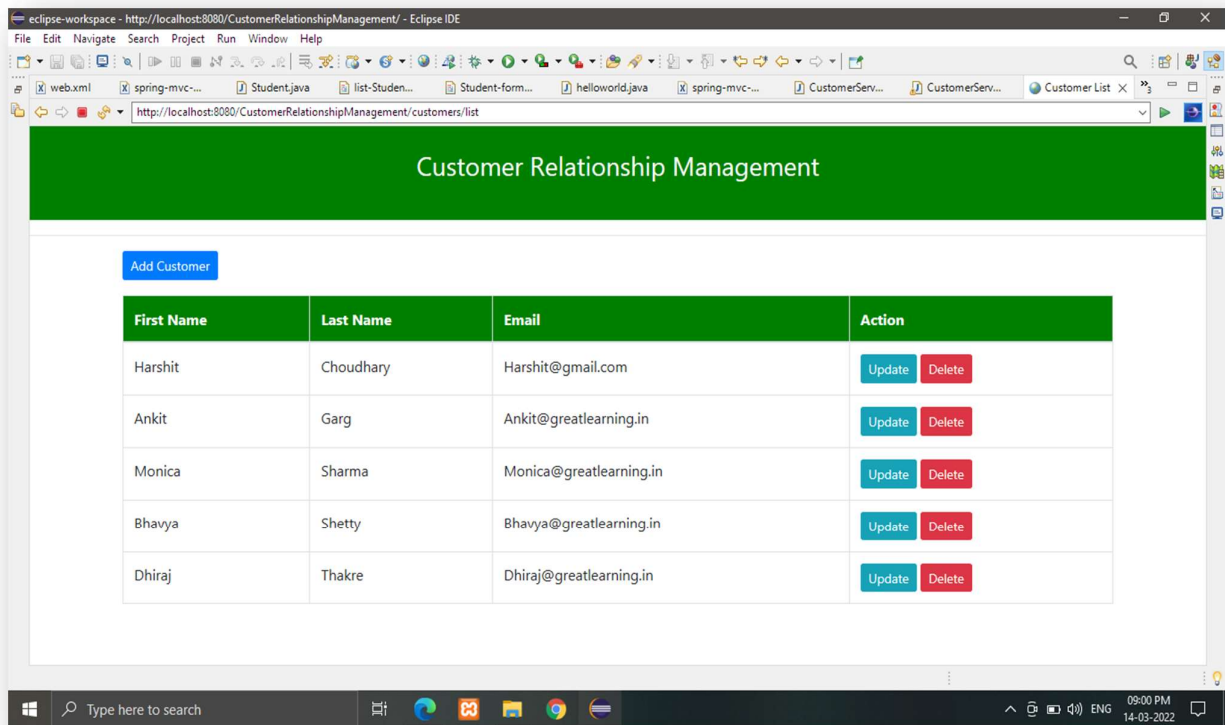 eclipse-workspace - http://localhost:8080/CustomerRelationshipManagement/ - Eclipse IDE
File Edit Navigate Search Project Run Window Help
web.xml spring-mvc-... Student.java list-Studen... Student-form... helloworld.java spring-mvc-... CustomerServ... CustomerServ... Customer List 3
http://localhost:8080/CustomerRelationshipManagement/customers/list
Customer Relationship Management
Add Customer
First Name Last Name Email Action
Harshit Choudhary Harshit@gmail.com Update Delete
Ankit Garg Ankit@greatlearning.in Update Delete
Monica Sharma Monica@greatlearning.in Update Delete
Bhavya Shetty Bhavya@greatlearning.in Update Delete
Dhiraj Thakre Dhiraj@greatlearning.in Update Delete
Type here to search ENG 09:00 PM
14-03-2022